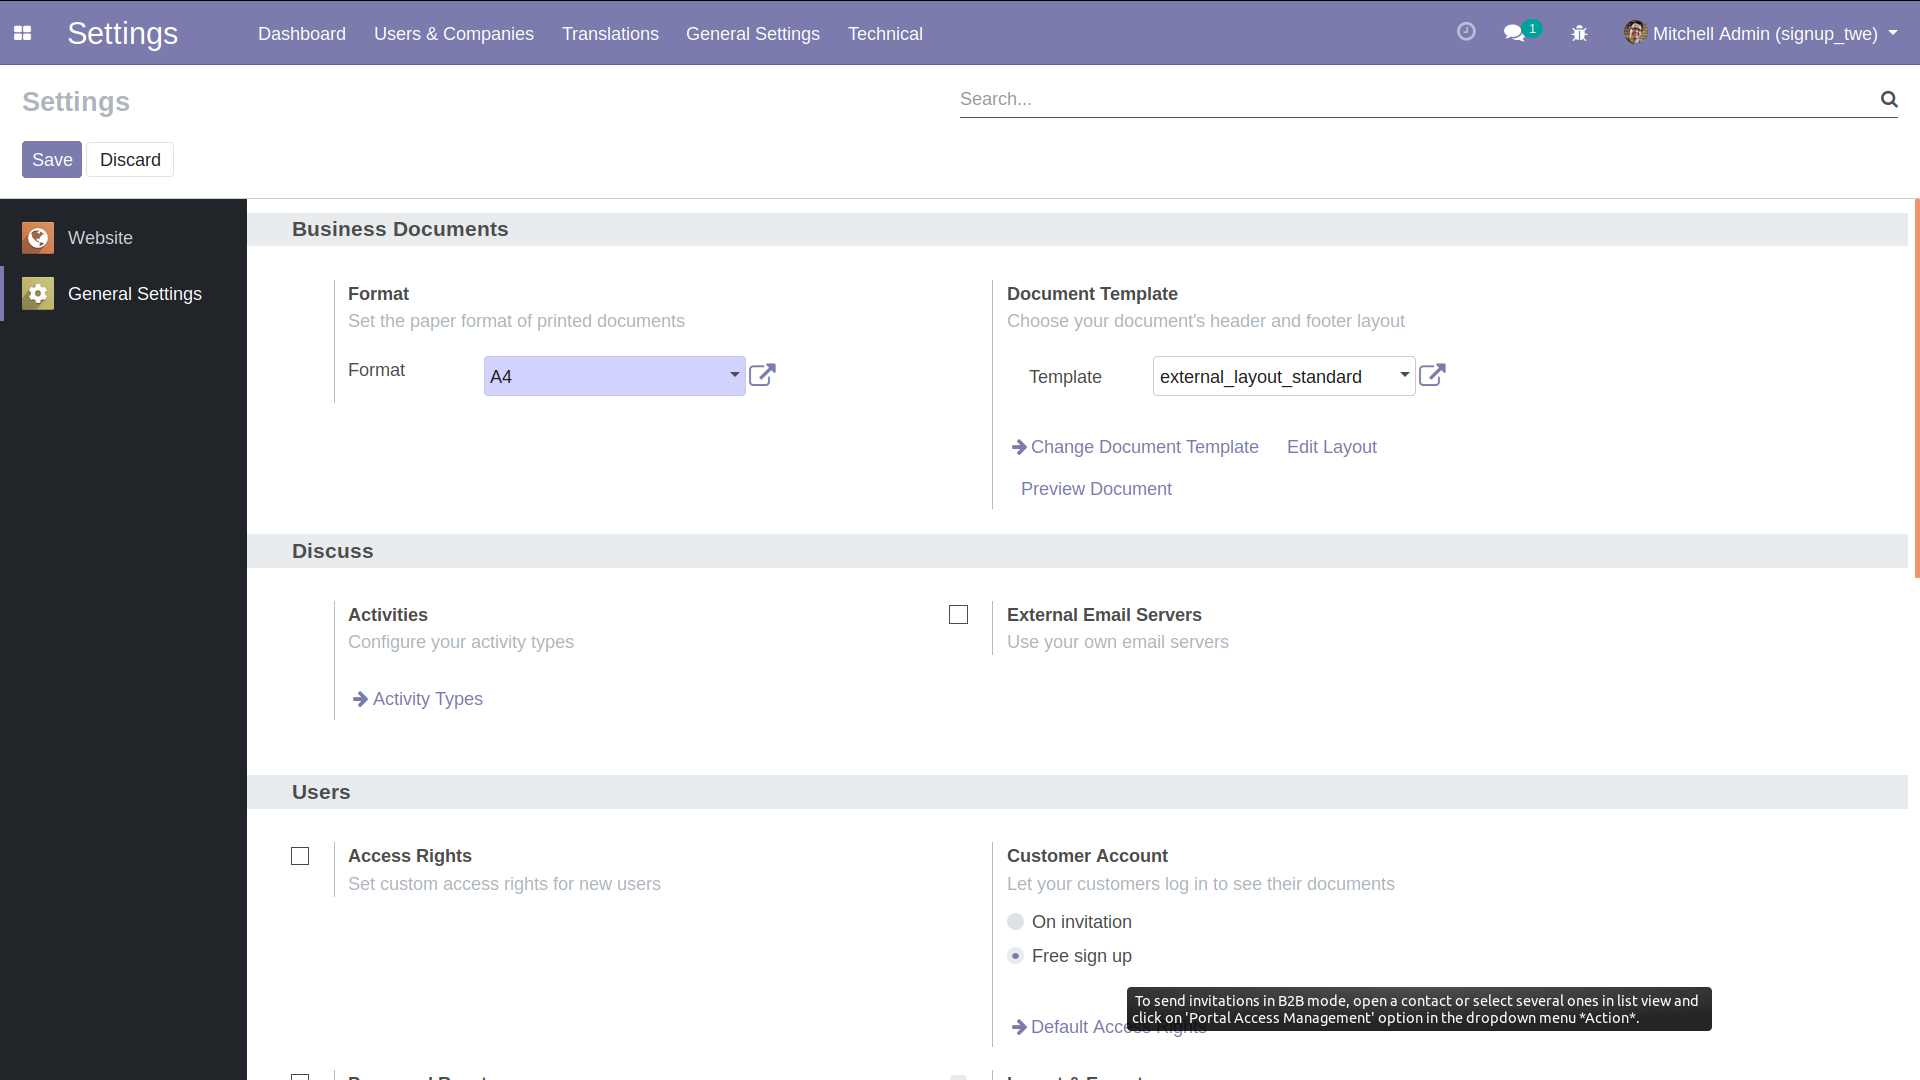 Settings
Dashboard
Users & Companies
Translations
General Settings
Technical
1
Mitchell Admin (signup_twe)
Settings
Search...
Save
Discard
Website
General Settings
Business Documents
Format
Set the paper format of printed documents
Format
A4
Document Template
Choose your document's header and footer layout
Template
external_layout_standard
Change Document Template
Edit Layout
Preview Document
Discuss
Activities
Configure your activity types
Activity Types
External Email Servers
Use your own email servers
Users
Access Rights
Set custom access rights for new users
Customer Account
Let your customers log in to see their documents
On invitation
Free sign up
To send invitations in B2B mode, open a contact or select several ones in list view and
click on 'Portal Access Management' option in the dropdown menu *Action*.
Default Access Rights